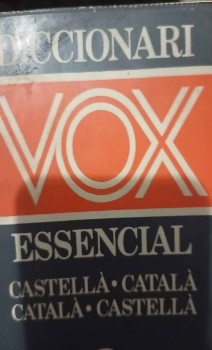 DICCIONARI
VOX
ESSENCIAL
CASTELLÀ • CATALÀ
CATALÀ • CASTELLÀ